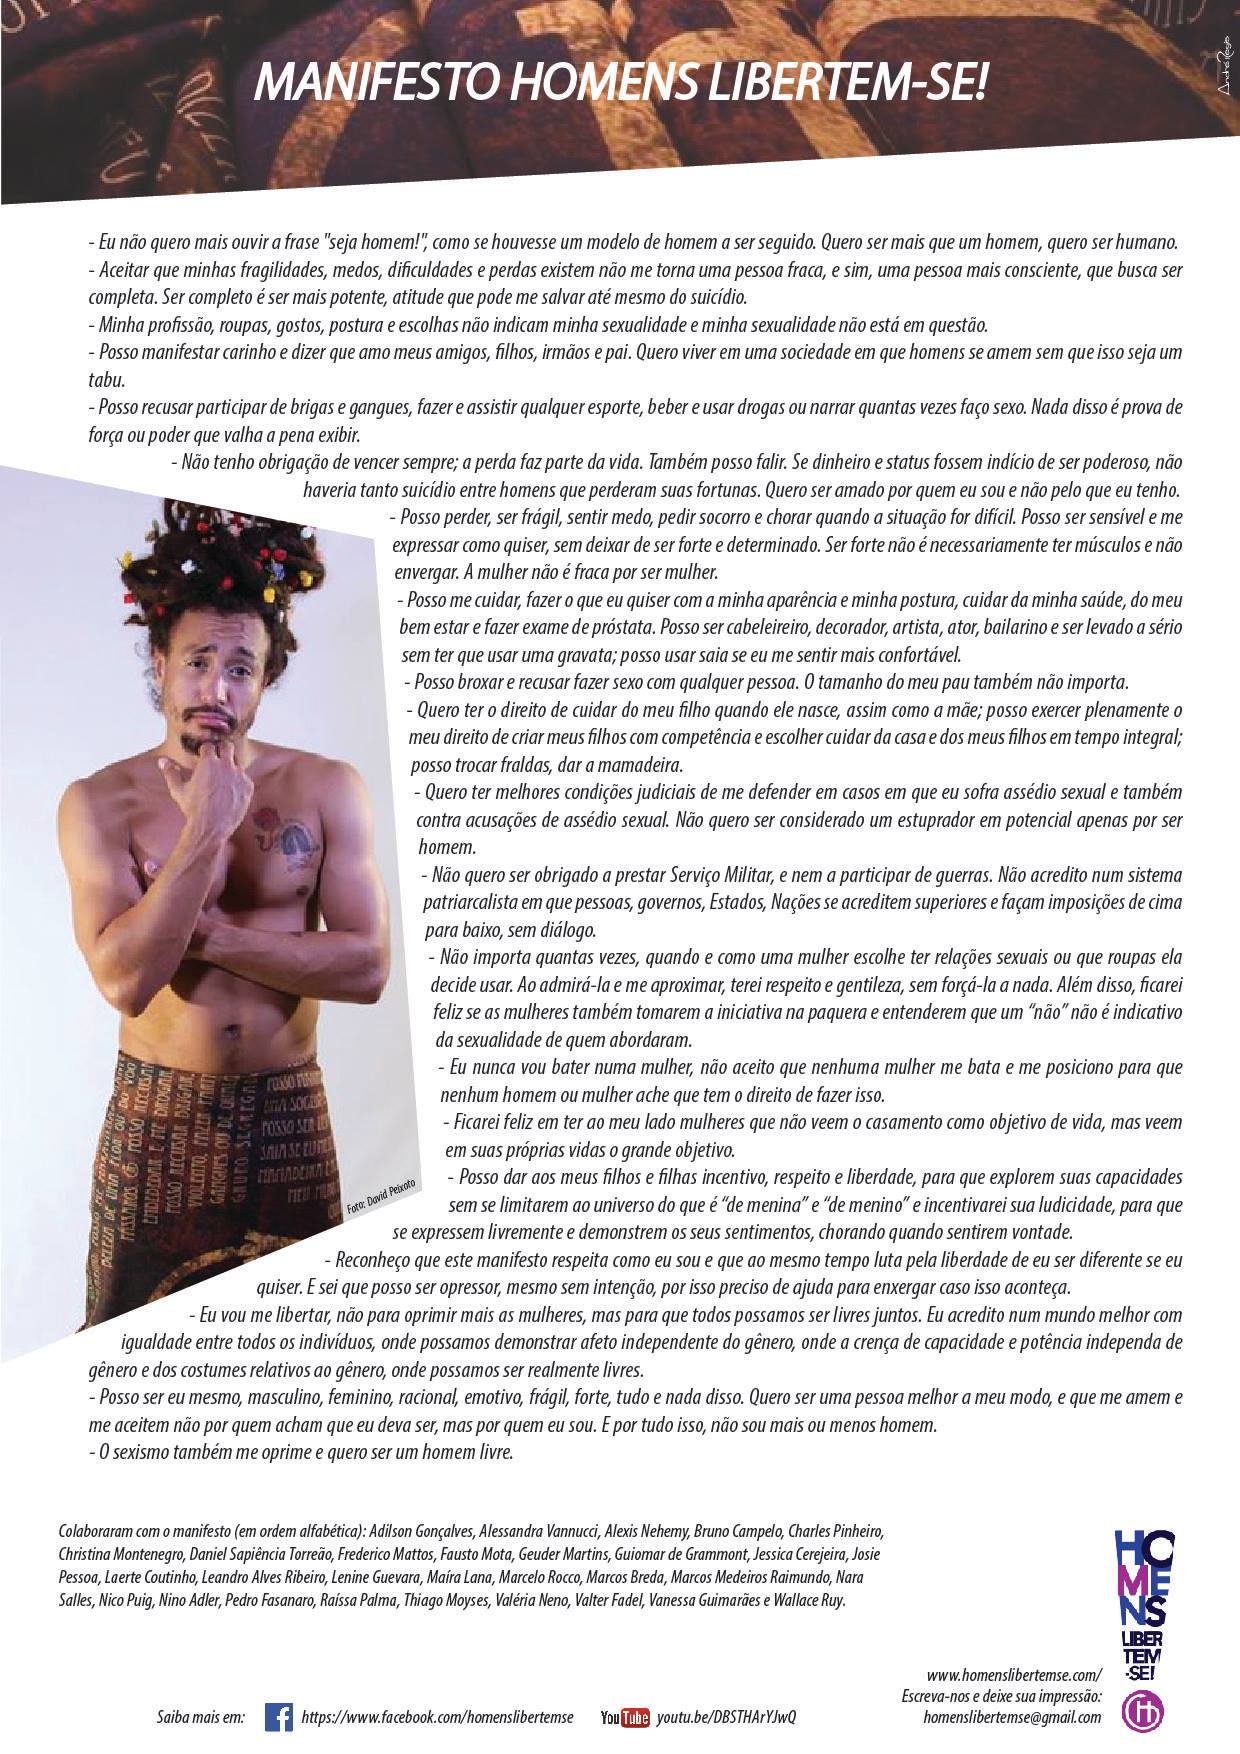 MANIFESTO HOMENS LIBERTEM-SE!
- Eu não quero mais ouvir a frase "seja homem!", como se houvesse um modelo de homem a ser seguido. Quero ser mais que um homem, quero ser humano.
- Aceitar que minhas fragilidades, medos, dificuldades e perdas existem não me torna uma pessoa fraca, e sim, uma pessoa mais consciente, que busca ser
completa. Ser completo é ser mais potente, atitude que pode me salvar até mesmo do suicídio.
- Minha profissão, roupas, gostos, postura e escolhas não indicam minha sexualidade e minha sexualidade não está em questão.
- Posso manifestar carinho e dizer que amo meus amigos, filhos, irmãos e pai. Quero viver em uma sociedade em que homens se amem sem que isso seja um
tabu.
- Posso recusar participar de brigas e gangues, fazer e assistir qualquer esporte, beber e usar drogas ou narrar quantas vezes faço sexo. Nada disso é prova de
força ou poder que valha a pena exibir.
- Não tenho obrigação de vencer sempre; a perda faz parte da vida. Também posso falir. Se dinheiro e status fossem indício de ser poderoso, não
haveria tanto suicídio entre homens que perderam suas fortunas. Quero ser amado por quem eu sou e não pelo que eu tenho.
- Posso perder, ser frágil, sentir medo, pedir socorro e chorar quando a situação for difícil. Posso ser sensível e me
expressar como quiser, sem deixar de ser forte e determinado. Ser forte não é necessariamente ter músculos e não
envergar. A mulher não é fraca por ser mulher.
- Posso me cuidar, fazer o que eu quiser com a minha aparência e minha postura, cuidar da minha saúde, do meu
bem estar e fazer exame de próstata. Posso ser cabeleireiro, decorador, artista, ator, bailarino e ser levado a sério
sem ter que usar uma gravata; posso usar saia se eu me sentir mais confortável.
- Posso broxar e recusar fazer sexo com qualquer pessoa. O tamanho do meu pau também não importa.
- Quero ter o direito de cuidar do meu filho quando ele nasce, assim como a mãe; posso exercer plenamente o
meu direito de criar meus filhos com competência e escolher cuidar da casa e dos meus filhos em tempo integral;
posso trocar fraldas, dar a mamadeira.
- Quero ter melhores condições judiciais de me defender em casos em que eu sofra assédio sexual e também
contra acusações de assédio sexual. Não quero ser considerado um estuprador em potencial apenas por ser
homem.
- Não quero ser obrigado a prestar Serviço Militar, e nem a participar de guerras. Não acredito num sistema
patriarcalista em que pessoas, governos, Estados, Nações se acreditem superiores e façam imposições de cima
para baixo, sem diálogo.
- Não importa quantas vezes, quando e como uma mulher escolhe ter relações sexuais ou que roupas ela
decide usar. Ao admirá-la e me aproximar, terei respeito e gentileza, sem forçá-la a nada. Além disso, ficarei
feliz se as mulheres também tomarem a iniciativa na paquera e entenderem que um “não” não é indicativo
da sexualidade de quem abordaram.
- Eu nunca vou bater numa mulher, não aceito que nenhuma mulher me bata e me posiciono para que
nenhum homem ou mulher ache que tem o direito de fazer isso.
- Ficarei feliz em ter ao meu lado mulheres que não veem o casamento como objetivo de vida, mas veem
em suas próprias vidas o grande objetivo.
- Posso dar aos meus filhos e filhas incentivo, respeito e liberdade, para que explorem suas capacidades
sem se limitarem ao universo do que é “de menina” e “de menino” e incentivarei sua ludicidade, para que
se expressem livremente e demonstrem os seus sentimentos, chorando quando sentirem vontade.
- Reconheço que este manifesto respeita como eu sou e que ao mesmo tempo luta pela liberdade de eu ser diferente se eu
quiser. E sei que posso ser opressor, mesmo sem intenção, por isso preciso de ajuda para enxergar caso isso aconteça.
- Eu vou me libertar, não para oprimir mais as mulheres, mas para que todos possamos ser livres juntos. Eu acredito num mundo melhor com
igualdade entre todos os indivíduos, onde possamos demonstrar afeto independente do gênero, onde a crença de capacidade e potência independa de
gênero e dos costumes relativos ao gênero, onde possamos ser realmente livres.
- Posso ser eu mesmo, masculino, feminino, racional, emotivo, frágil, forte, tudo e nada disso. Quero ser uma pessoa melhor a meu modo, e que me amem e
me aceitem não por quem acham que eu deva ser, mas por quem eu sou. E por tudo isso, não sou mais ou menos homem.
- O sexismo também me oprime e quero ser um homem livre.
Foto: David Peixoto
Colaboraram com o manifesto (em ordem alfabética): Adilson Gonçalves, Alessandra Vannucci, Alexis Nehemy, Bruno Campelo, Charles Pinheiro,
Christina Montenegro, Daniel Sapiência Torreão, Frederico Mattos, Fausto Mota, Geuder Martins, Guiomar de Grammont, Jessica Cerejeira, Josie
Pessoa, Laerte Coutinho, Leandro Alves Ribeiro, Lenine Guevara, Maíra Lana, Marcelo Rocco, Marcos Breda, Marcos Medeiros Raimundo, Nara
Salles, Nico Puig, Nino Adler, Pedro Fasanaro, Raíssa Palma, Thiago Moyses, Valéria Neno, Valter Fadel, Vanessa Guimarães e Wallace Ruy.
HO
ME
NS
LIBER
TEM
-SE!
www.homenslibertemse.com/
Escreva-nos e deixe sua impressão:
homenslibertemse@gmail.com
Saiba mais em: f https://www.facebook.com/homenslibertemse YouTube youtu.be/DBSTHArYJwQ